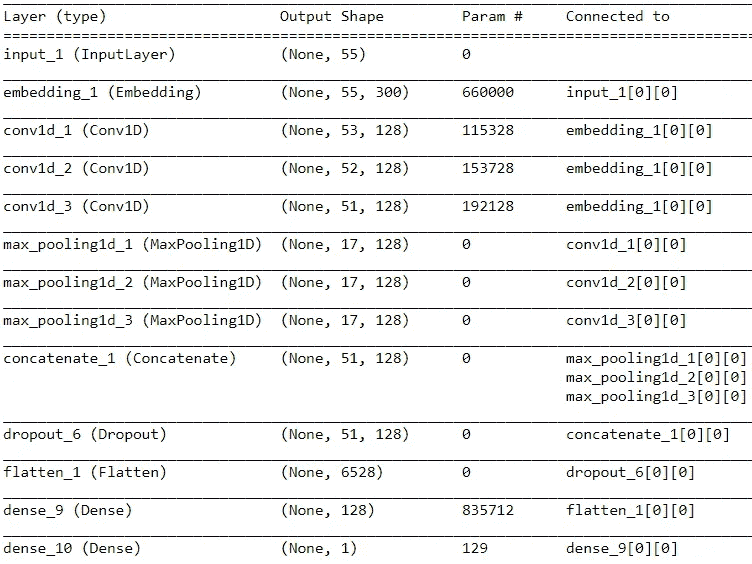 Layer (type) Output Shape Param # Connected to
input_1 (InputLayer) (None, 55) 0
embedding_1 (Embedding) (None, 55, 300) 660000 input_1[0][0]
conv1d_1 (Conv1D) (None, 53, 128) 115328 embedding_1[0][0]
conv1d_2 (Conv1D) (None, 52, 128) 153728 embedding_1[0][0]
conv1d_3 (Conv1D) (None, 51, 128) 192128 embedding_1[0][0]
max_pooling1d_1 (MaxPooling1D) (None, 17, 128) 0 conv1d_1[0][0]
max_pooling1d_2 (MaxPooling1D) (None, 17, 128) 0 conv1d_2[0][0]
max_pooling1d_3 (MaxPooling1D) (None, 17, 128) 0 conv1d_3[0][0]
concatenate_1 (Concatenate) (None, 51, 128) 0 max_pooling1d_1[0][0]
max_pooling1d_2[0][0]
max_pooling1d_3[0][0]
dropout_6 (Dropout) (None, 51, 128) 0 concatenate_1[0][0]
flatten_1 (Flatten) (None, 6528) 0 dropout_6[0][0]
dense_9 (Dense) (None, 128) 835712 flatten_1[0][0]
dense_10 (Dense) (None, 1) 129 dense_9[0][0]